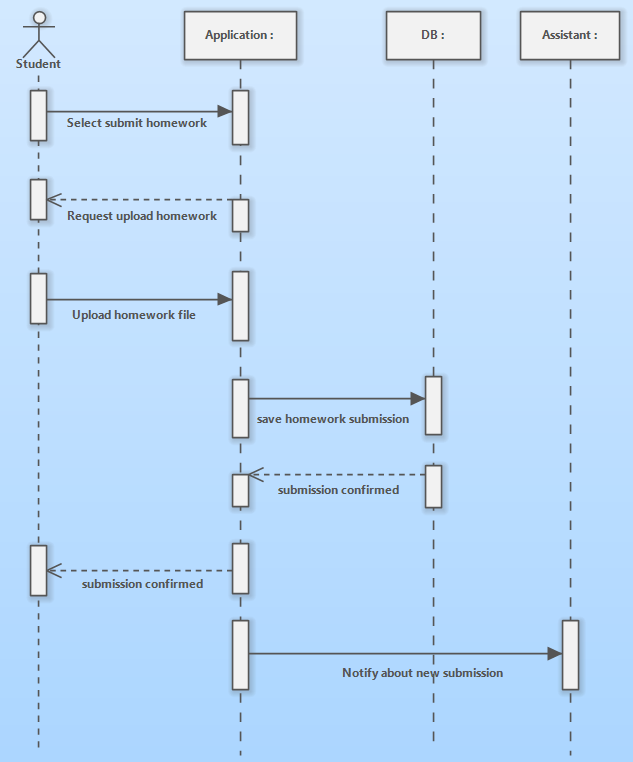 Application :
DB :
Assistant :
Student
Select submit homework
Request upload homework
Upload homework file
save homework submission
submission confirmed
submission confirmed
Notify about new submission